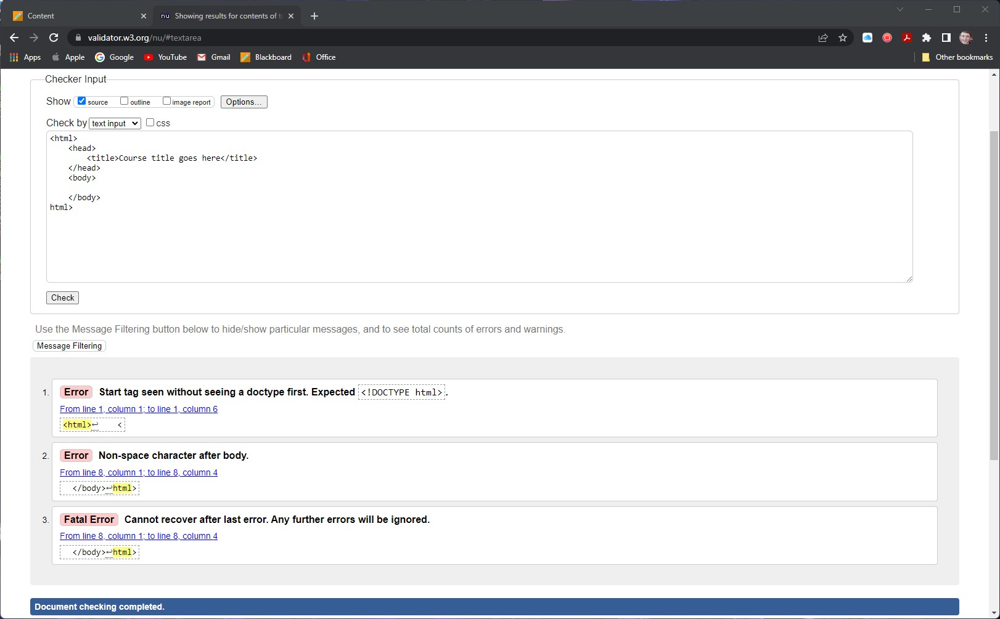 Content
nu Showing results for contents of t
validator.w3.org/nu/#textarea
Apps Apple Google YouTube Gmail Blackboard Office Other bookmarks
Checker Input
Show source outline image report Options...
Check by text input css
<html>
    <head>
        <title>Course title goes here</title>
    </head>
    <body>
    </body>
html>
Check
Use the Message Filtering button below to hide/show particular messages, and to see total counts of errors and warnings.
Message Filtering
1. Error Start tag seen without seeing a doctype first. Expected <!DOCTYPE html>.
From line 1, column 1; to line 1, column 6
<html>↩    <
2. Error Non-space character after body.
From line 8, column 1; to line 8, column 4
</body>↩html>
3. Fatal Error Cannot recover after last error. Any further errors will be ignored.
From line 8, column 1; to line 8, column 4
</body>↩html>
Document checking completed.